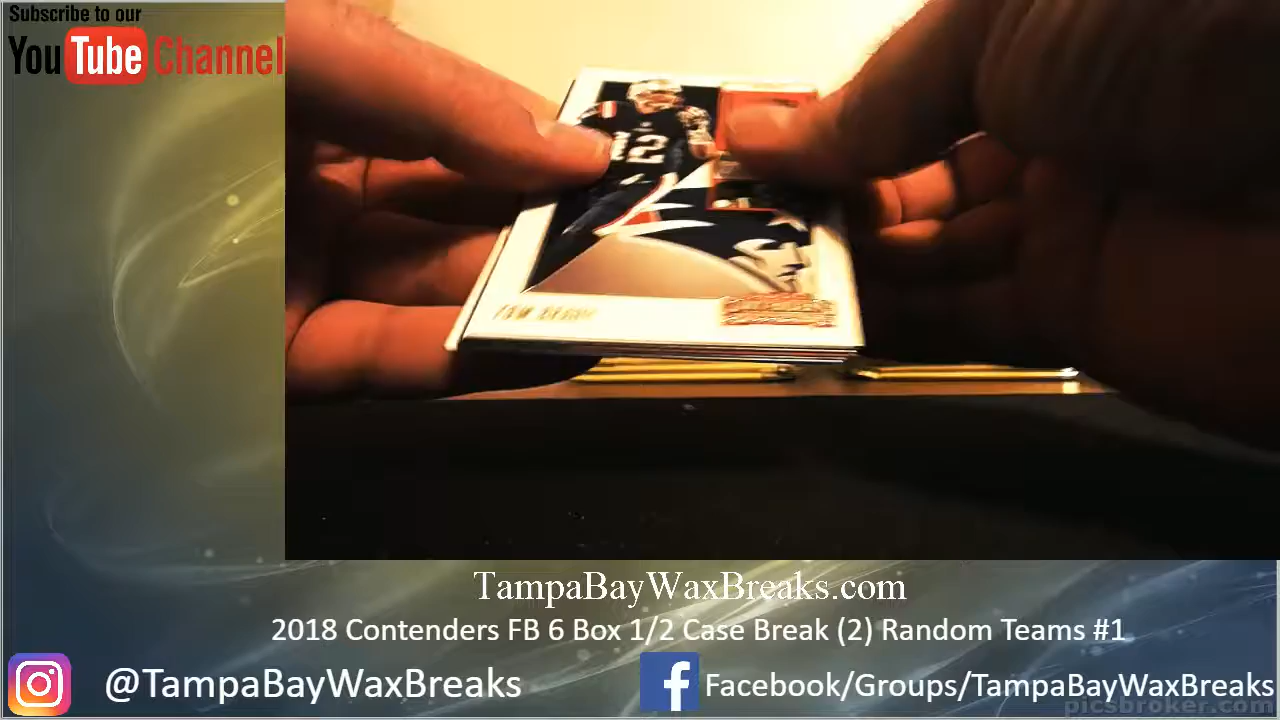 Subscribe to our
YouTube Channel
12
TOM BRADY
TampaBayWaxBreaks.com
2018 Contenders FB 6 Box 1/2 Case Break (2) Random Teams #1
@TampaBayWaxBreaks
Facebook/Groups/TampaBayWaxBreaks
picsbroker.com